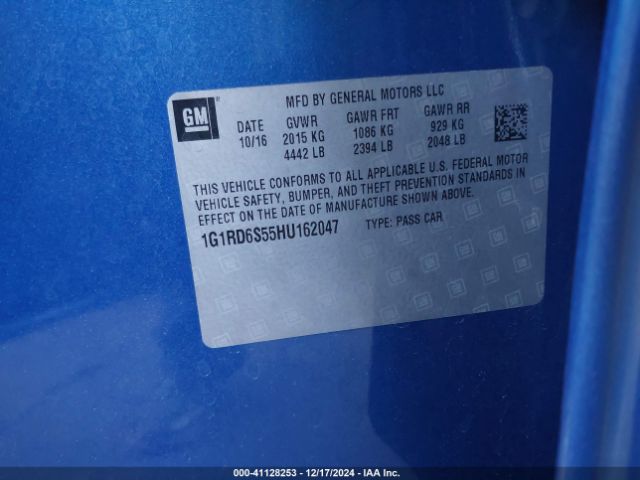 GM
MFD BY GENERAL MOTORS LLC
DATE GVWR GAWR FRT GAWR RR
10/16 2015 KG 1086 KG 929 KG
4442 LB 2394 LB 2048 LB
THIS VEHICLE CONFORMS TO ALL APPLICABLE U.S. FEDERAL MOTOR
VEHICLE SAFETY, BUMPER, AND THEFT PREVENTION STANDARDS IN
EFFECT ON THE DATE OF MANUFACTURE SHOWN ABOVE.
1G1RD6S55HU162047 TYPE: PASS CAR
000-41128253 - 12/17/2024 - IAA Inc.